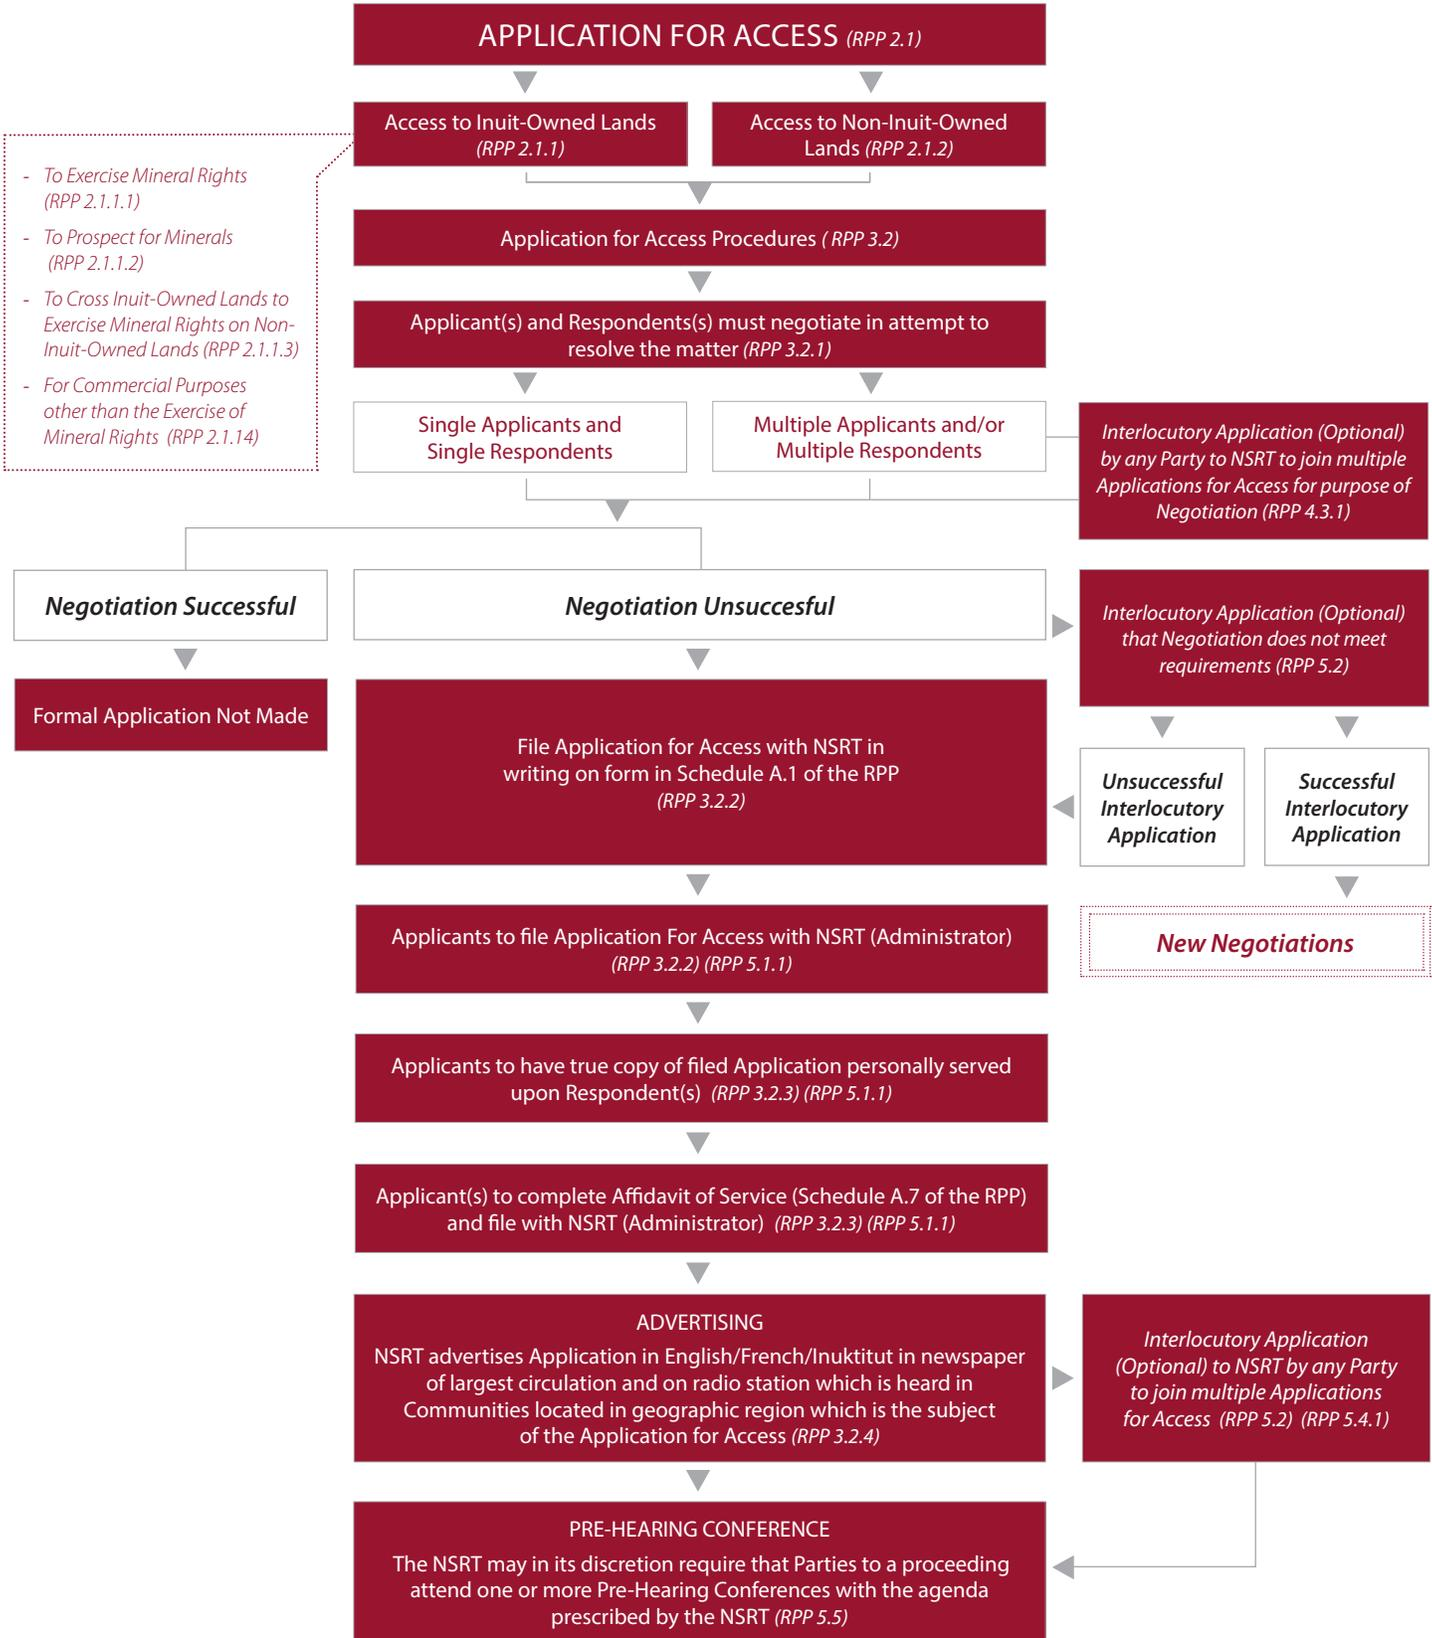 APPLICATION FOR ACCESS (RPP 2.1)
Access to Inuit-Owned Lands
(RPP 2.1.1)
Access to Non-Inuit-Owned
Lands (RPP 2.1.2)
- To Exercise Mineral Rights
(RPP 2.1.1.1)
- To Prospect for Minerals
(RPP 2.1.1.2)
- To Cross Inuit-Owned Lands to
Exercise Mineral Rights on Non-
Inuit-Owned Lands (RPP 2.1.1.3)
- For Commercial Purposes
other than the Exercise of
Mineral Rights (RPP 2.1.14)
Application for Access Procedures ( RPP 3.2)
Applicant(s) and Respondents(s) must negotiate in attempt to
resolve the matter (RPP 3.2.1)
Single Applicants and
Single Respondents
Multiple Applicants and/or
Multiple Respondents
Interlocutory Application (Optional)
by any Party to NSRT to join multiple
Applications for Access for purpose of
Negotiation (RPP 4.3.1)
Negotiation Successful
Negotiation Unsuccesful
Interlocutory Application (Optional)
that Negotiation does not meet
requirements (RPP 5.2)
Formal Application Not Made
File Application for Access with NSRT in
writing on form in Schedule A.1 of the RPP
(RPP 3.2.2)
Unsuccessful
Interlocutory
Application
Successful
Interlocutory
Application
Applicants to file Application For Access with NSRT (Administrator)
(RPP 3.2.2) (RPP 5.1.1)
New Negotiations
Applicants to have true copy of filed Application personally served
upon Respondent(s) (RPP 3.2.3) (RPP 5.1.1)
Applicant(s) to complete Affidavit of Service (Schedule A.7 of the RPP)
and file with NSRT (Administrator) (RPP 3.2.3) (RPP 5.1.1)
ADVERTISING
NSRT advertises Application in English/French/Inuktitut in newspaper
of largest circulation and on radio station which is heard in
Communities located in geographic region which is the subject
of the Application for Access (RPP 3.2.4)
Interlocutory Application
(Optional) to NSRT by any Party
to join multiple Applications
for Access (RPP 5.2) (RPP 5.4.1)
PRE-HEARING CONFERENCE
The NSRT may in its discretion require that Parties to a proceeding
attend one or more Pre-Hearing Conferences with the agenda
prescribed by the NSRT (RPP 5.5)